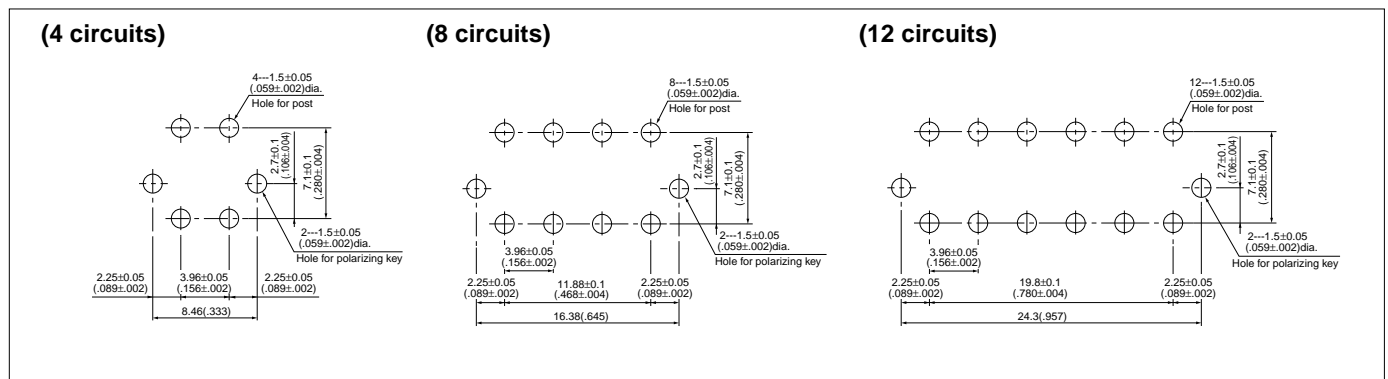 (4 circuits)
4---1.5±0.05
(.059±.002)dia.
Hole for post
2.7±0.1
(.106±.004)
7.1±0.1
(.280±.004)
2---1.5±0.05
(.059±.002)dia.
Hole for polarizing key
2.25±0.05
(.089±.002)
3.96±0.05
(.156±.002)
2.25±0.05
(.089±.002)
8.46(.333)
(8 circuits)
8---1.5±0.05
(.059±.002)dia.
Hole for post
2.7±0.1
(.106±.004)
7.1±0.1
(.280±.004)
2---1.5±0.05
(.059±.002)dia.
Hole for polarizing key
3.96±0.05
(.156±.002)
2.25±0.05
(.089±.002)
11.88±0.1
(.468±.004)
2.25±0.05
(.089±.002)
16.38(.645)
(12 circuits)
12---1.5±0.05
(.059±.002)dia.
Hole for post
2.7±0.1
(.106±.004)
7.1±0.1
(.280±.004)
2---1.5±0.05
(.059±.002)dia.
Hole for polarizing key
3.96±0.05
(.156±.002)
2.25±0.05
(.089±.002)
19.8±0.1
(.780±.004)
2.25±0.05
(.089±.002)
24.3(.957)